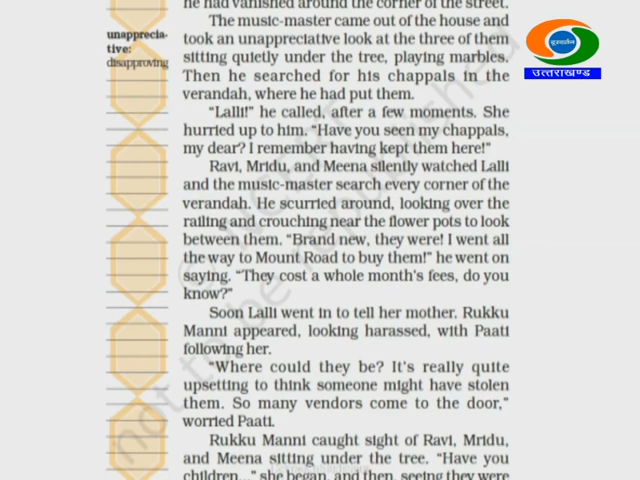 he had vanished around the corner of the street.
The music-master came out of the house and
took an unappreciative look at the three of them
sitting quietly under the tree, playing marbles.
Then he searched for his chappals in the
verandah, where he had put them.
"Lalli!" he called, after a few moments. She
hurried up to him. "Have you seen my chappals,
my dear? I remember having kept them here!"
Ravi, Mridu, and Meena silently watched Lalli
and the music-master search every corner of the
verandah. He scurried around, looking over the
railing and crouching near the flower pots to look
between them. "Brand new, they were! I went all
the way to Mount Road to buy them!" he went on
saying. "They cost a whole month's fees, do you
know?"
Soon Lalli went in to tell her mother. Rukku
Manni appeared, looking harassed, with Paati
following her.
"Where could they be? It's really quite
upsetting to think someone might have stolen
them. So many vendors come to the door,"
worried Paati.
Rukku Manni caught sight of Ravi, Mridu,
and Meena sitting under the tree. "Have you
children..." she began, and then, seeing they were
unapprecia-
tive:
disapproving
दूरदर्शन
उत्तराखण्ड
not to be republished